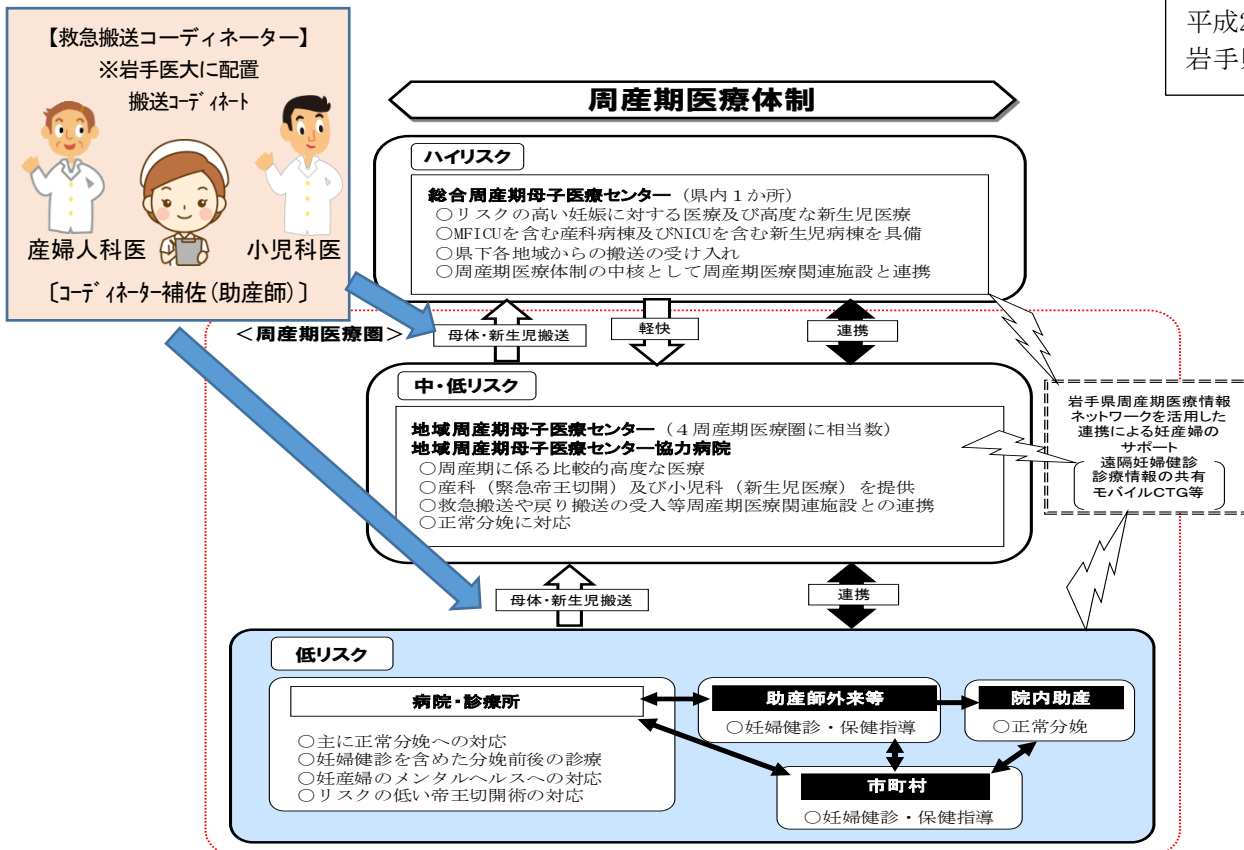 平成2
岩手県
【救急搬送コーディネーター】
※岩手医大に配置
搬送ｺｰﾃﾞｨﾈｰﾄ
産婦人科医
小児科医
〔ｺｰﾃﾞｨﾈｰﾀｰ補佐(助産師)〕
周産期医療体制
ハイリスク
総合周産期母子医療センター（県内１か所）
○リスクの高い妊娠に対する医療及び高度な新生児医療
○MFICUを含む産科病棟及びNICUを含む新生児病棟を具備
○県下各地域からの搬送の受け入れ
○周産期医療体制の中核として周産期医療関連施設と連携
＜周産期医療圏＞
母体・新生児搬送
軽快
連携
中・低リスク
地域周産期母子医療センター（４周産期医療圏に相当数）
地域周産期母子医療センター協力病院
○周産期に係る比較的高度な医療
○産科（緊急帝王切開）及び小児科（新生児医療）を提供
○救急搬送や戻り搬送の受入等周産期医療関連施設との連携
○正常分娩に対応
岩手県周産期医療情報
ネットワークを活用した
連携による妊産婦の
サポート
遠隔妊婦健診
診療情報の共有
モバイルCTG等
母体・新生児搬送
連携
低リスク
病院・診療所
○主に正常分娩への対応
○妊婦健診を含めた分娩前後の診療
○妊産婦のメンタルヘルスへの対応
○リスクの低い帝王切開術の対応
助産師外来等
○妊婦健診・保健指導
院内助産
○正常分娩
市町村
○妊婦健診・保健指導